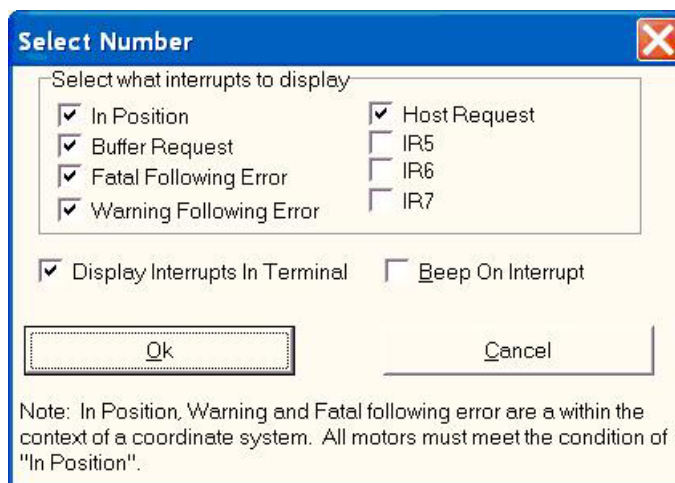 Select Number
Select what interrupts to display
In Position
Buffer Request
Fatal Following Error
Warning Following Error
Host Request
IR5
IR6
IR7
Display Interrupts In Terminal
Beep On Interrupt
Ok
Cancel
Note: In Position, Warning and Fatal following error are a within the
context of a coordinate system. All motors must meet the condition of
"In Position".